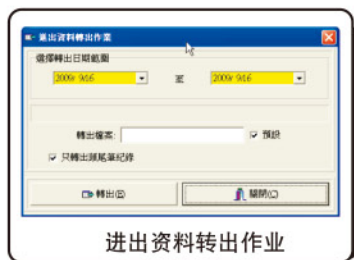 進出資料轉出作業
選擇轉出日期範圍
2009/ 9/16 至 2009/ 9/16
轉出檔案: 預設
只轉出頭尾筆紀錄
轉出(E) 關閉(C)
进出资料转出作业